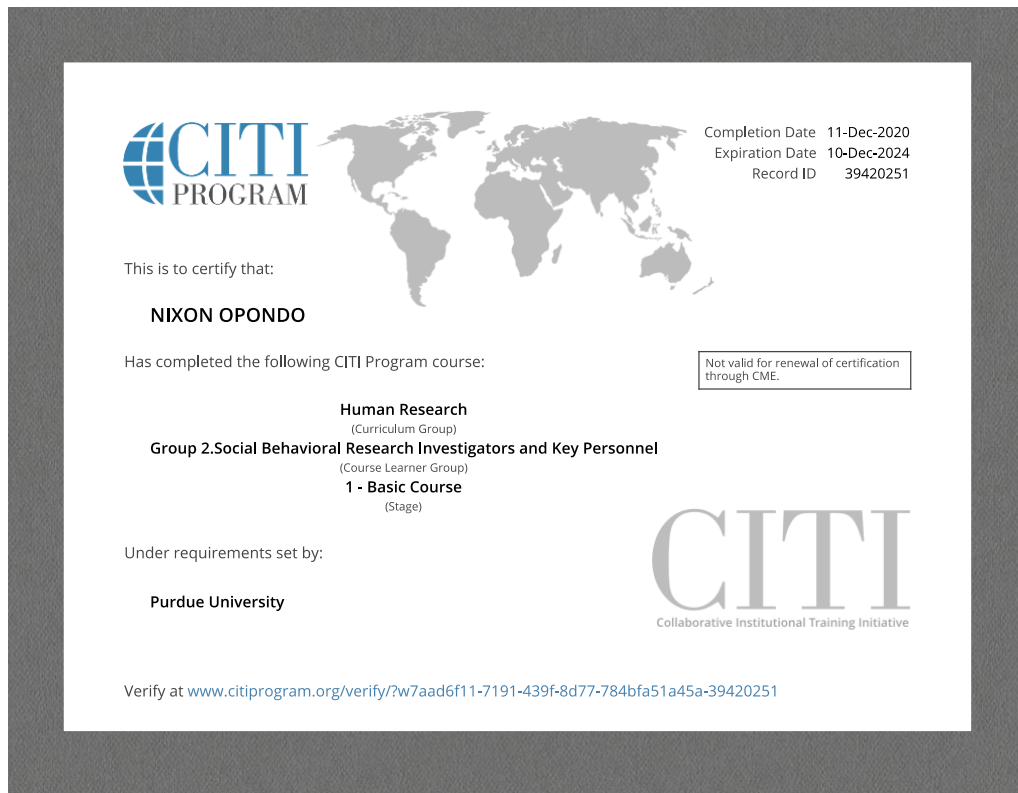 CITI
PROGRAM
Completion Date 11-Dec-2020
Expiration Date 10-Dec-2024
Record ID 39420251
This is to certify that:
NIXON OPONDO
Has completed the following CITI Program course:
Not valid for renewal of certification
through CME.
Human Research
(Curriculum Group)
Group 2.Social Behavioral Research Investigators and Key Personnel
(Course Learner Group)
1 - Basic Course
(Stage)
Under requirements set by:
Purdue University
CITI
Collaborative Institutional Training Initiative
Verify at www.citiprogram.org/verify/?w7aad6f11-7191-439f-8d77-784bfa51a45a-39420251